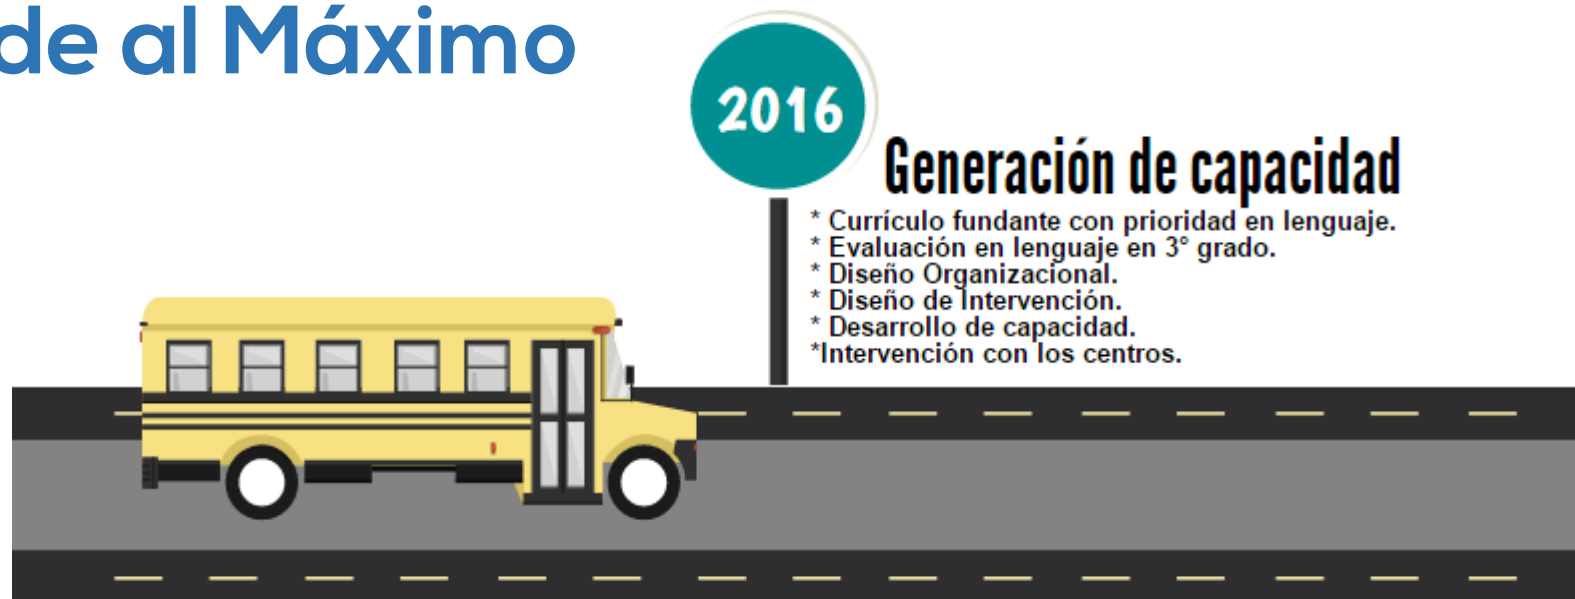 de al Máximo
2016
Generación de capacidad
* Currículo fundante con prioridad en lenguaje.
* Evaluación en lenguaje en 3° grado.
* Diseño Organizacional.
* Diseño de Intervención.
* Desarrollo de capacidad.
*Intervención con los centros.